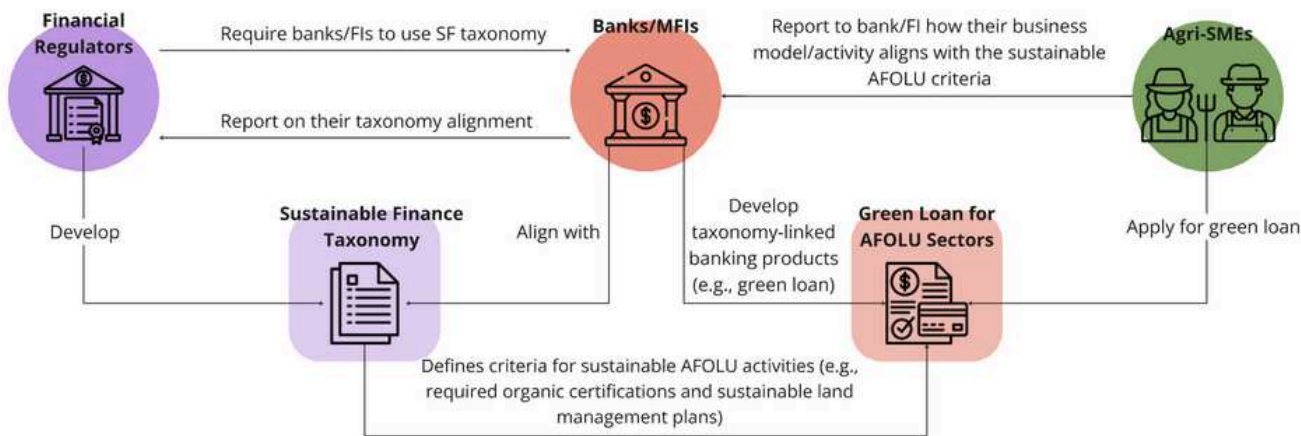 Financial
Regulators
Require banks/FIs to use SF taxonomy
Banks/MFIs
Report to bank/FI how their business
model/activity aligns with the sustainable
AFOLU criteria
Agri-SMEs
Report on their taxonomy alignment
Develop
Sustainable Finance
Taxonomy
Align with
Develop
taxonomy-linked
banking products
(e.g., green loan)
Green Loan for
AFOLU Sectors
Apply for green loan
Defines criteria for sustainable AFOLU activities (e.g.,
required organic certifications and sustainable land
management plans)